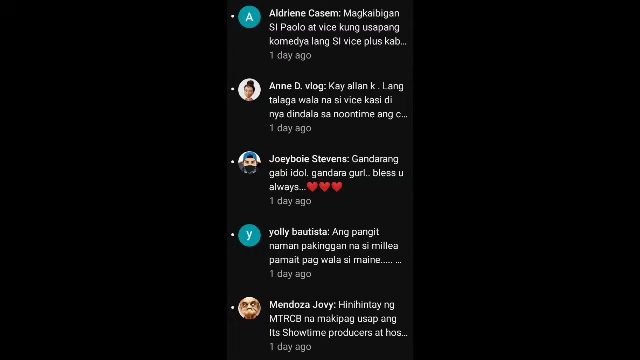 A
Aldriene Casem: Magkaibigan
SI Paolo at vice kung usapang
komedya lang SI vice plus kab...
1 day ago
Anne D. vlog: Kay allan k . Lang
talaga wala na si vice kasi di
nya dindala sa noontime ang c...
1 day ago
Joeyboie Stevens: Gandarang
gabi idol. gandara gurl.. bless u
always...❤️❤️❤️
1 day ago
y
yolly bautista: Ang pangit
naman pakinggan na si millea
pamait pag wala si maine..... ...
1 day ago
Mendoza Jovy: Hinihintay ng
MTRCB na makipag usap ang
Its Showtime producers at hos...
1 day ago